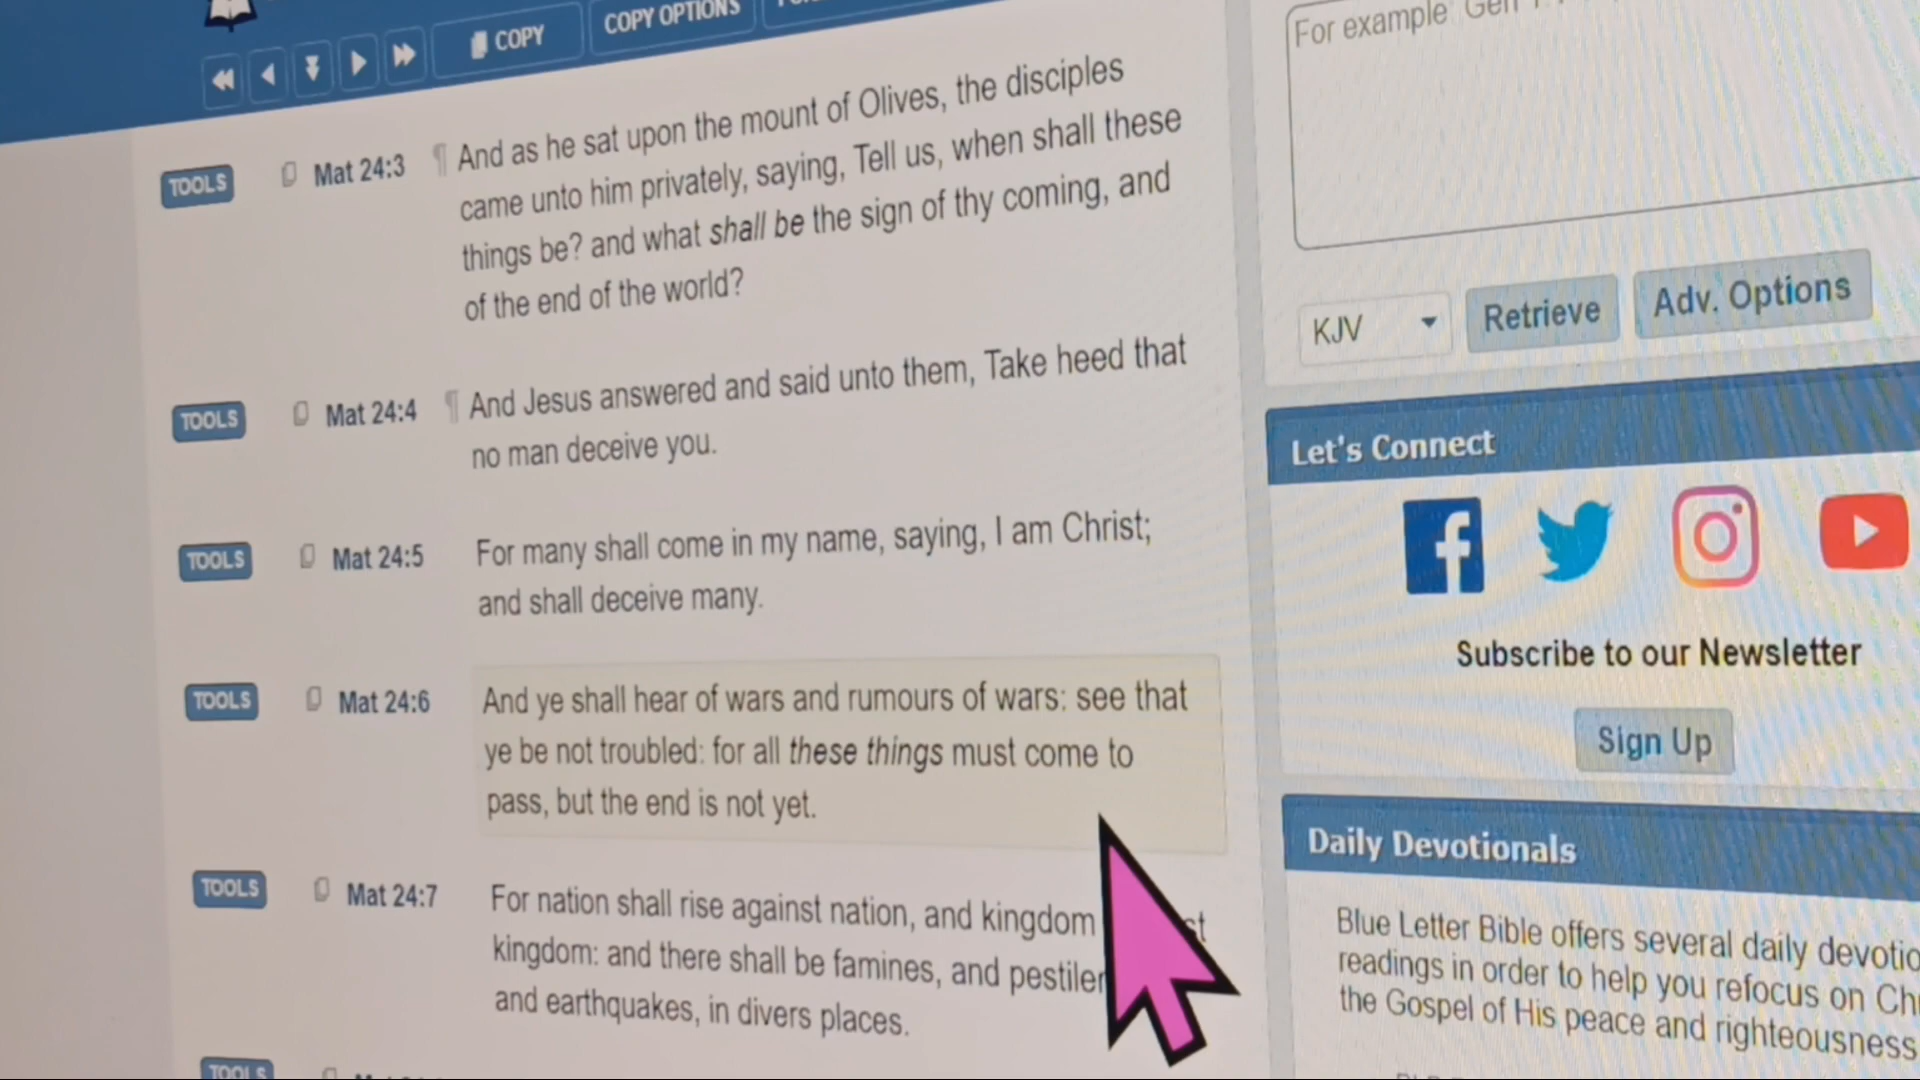 COPY
COPY OPTIONS
TOOLS Mat 24:3 ¶ And as he sat upon the mount of Olives, the disciples
came unto him privately, saying, Tell us, when shall these
things be? and what shall be the sign of thy coming, and
of the end of the world?
TOOLS Mat 24:4 ¶ And Jesus answered and said unto them, Take heed that
no man deceive you.
TOOLS Mat 24:5 For many shall come in my name, saying, I am Christ;
and shall deceive many.
TOOLS Mat 24:6 And ye shall hear of wars and rumours of wars: see that
ye be not troubled: for all these things must come to
pass, but the end is not yet.
TOOLS Mat 24:7 For nation shall rise against nation, and kingdom
kingdom: and there shall be famines, and
and earthquakes, in divers places.
TOOLS
For example
KJV Retrieve Adv. Options
Let's Connect
Subscribe to our Newsletter
Sign Up
Daily Devotionals
Blue Letter Bible offers several daily
readings in order to help you refocus on
the Gospel of His peace and righteousness